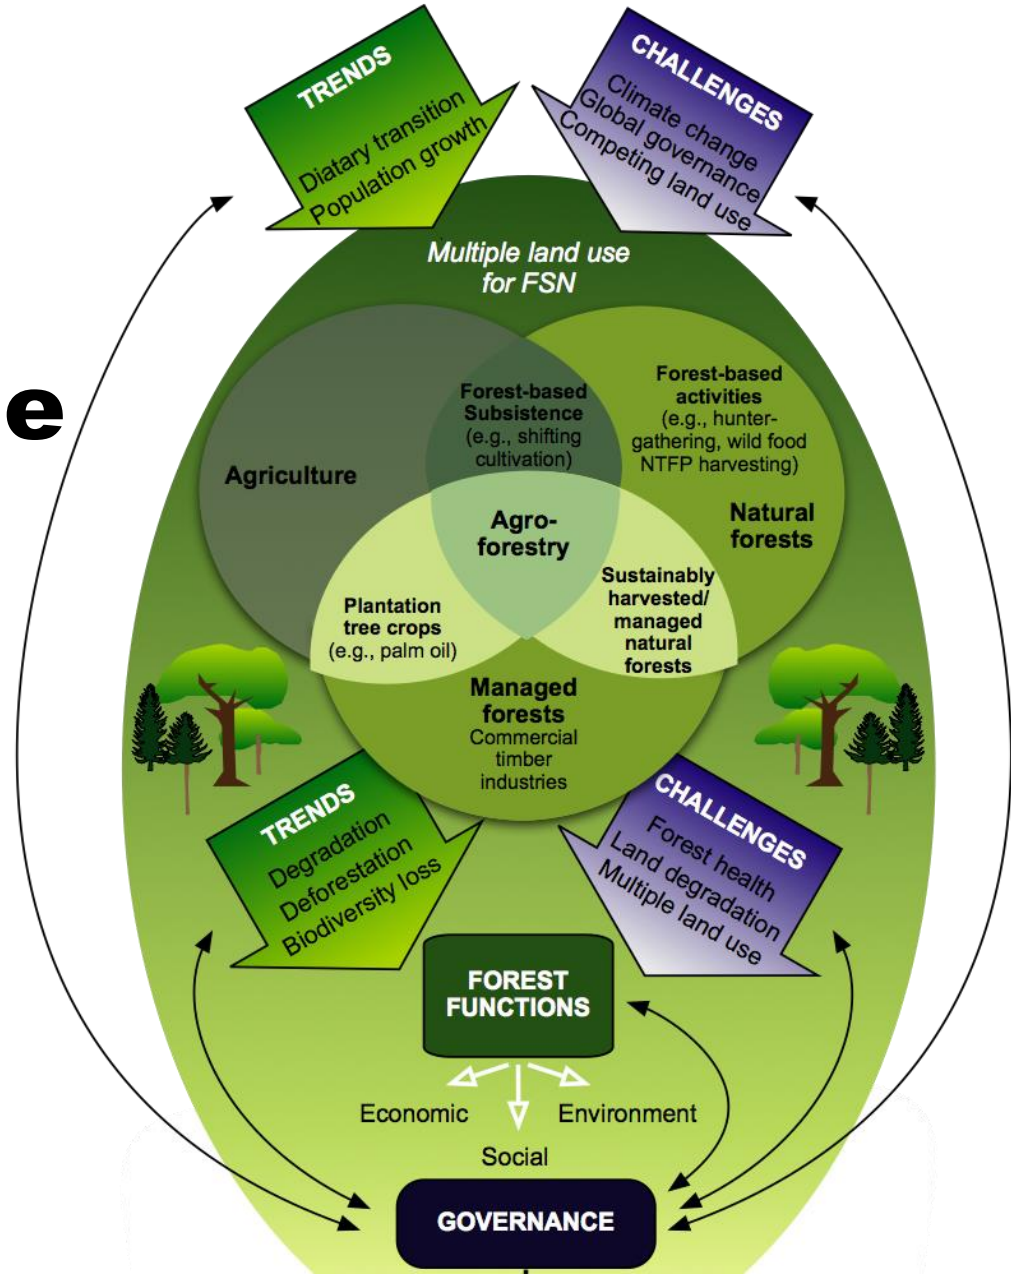 TRENDS
Diatary transition
Population growth
CHALLENGES
Climate change
Global governance
Competing land use
Multiple land use
for FSN
e
Agriculture
Forest-based
Subsistence
(e.g., shifting
cultivation)
Forest-based
activities
(e.g., hunter-
gathering, wild food
NTFP harvesting)
Natural
forests
Agro-
forestry
Plantation
tree crops
(e.g., palm oil)
Sustainably
harvested/
managed
natural
forests
Managed
forests
Commercial
timber
industries
TRENDS
Degradation
Deforestation
Biodiversity loss
CHALLENGES
Forest health
Land degradation
Multiple land use
FOREST
FUNCTIONS
Economic
Environment
Social
GOVERNANCE